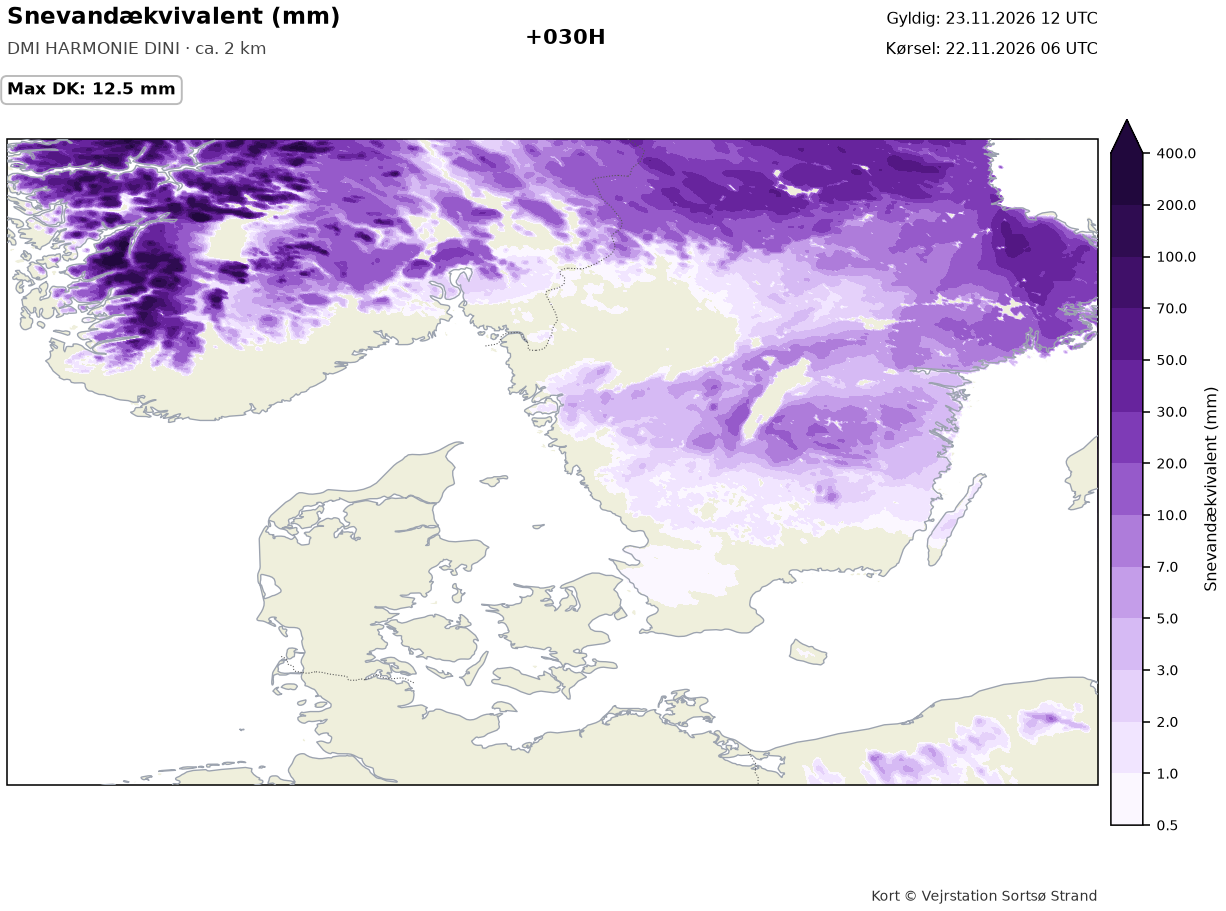 Snevandækvivalent (mm)
DMI HARMONIE DINI · ca. 2 km
+030H
Gyldig: 23.11.2026 12 UTC
Kørsel: 22.11.2026 06 UTC
Max DK: 12.5 mm
400.0
200.0
100.0
70.0
50.0
30.0
20.0
10.0
7.0
5.0
3.0
2.0
1.0
0.5
Snevandækvivalent (mm)
Kort © Vejrstation Sortsø Strand